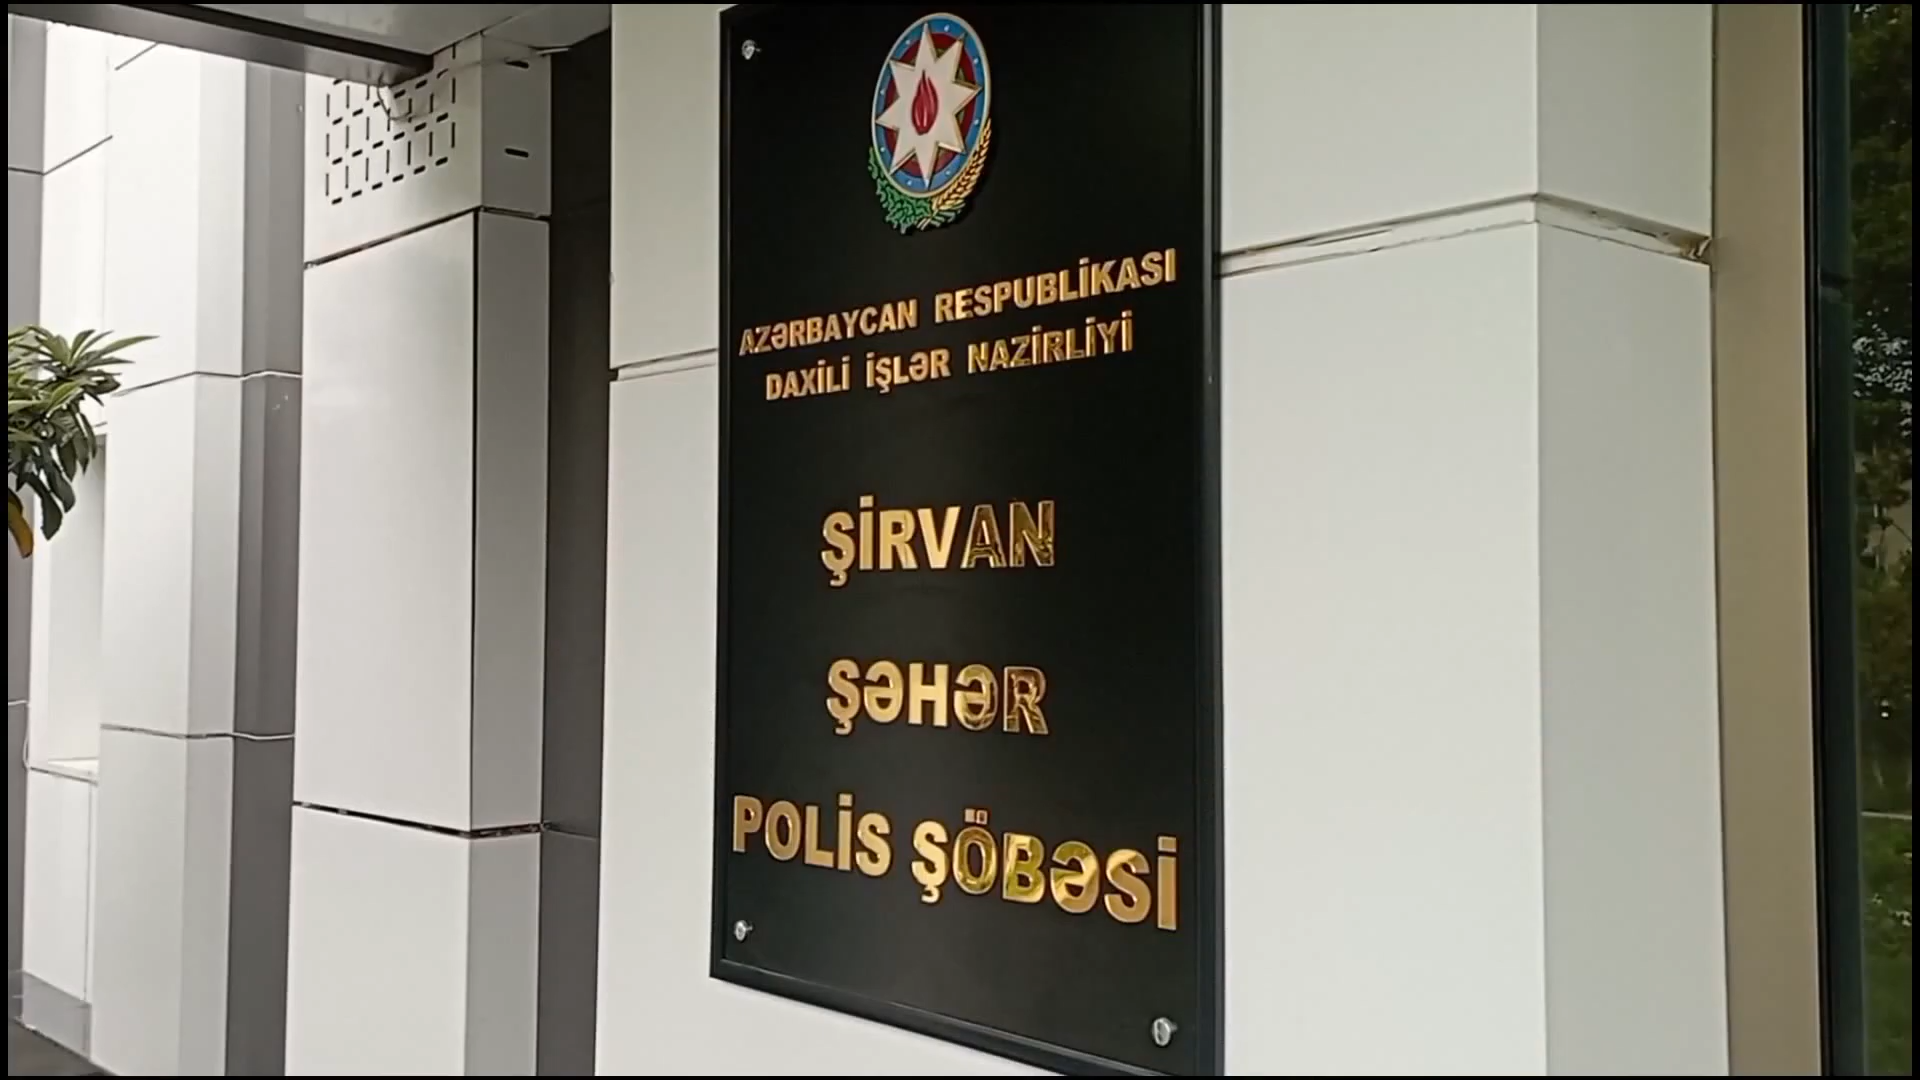 AZƏRBAYCAN RESPUBLİKASI
DAXİLİ İŞLƏR NAZİRLİYİ
ŞİRVAN
ŞƏHƏR
POLİS ŞÖBƏSİ